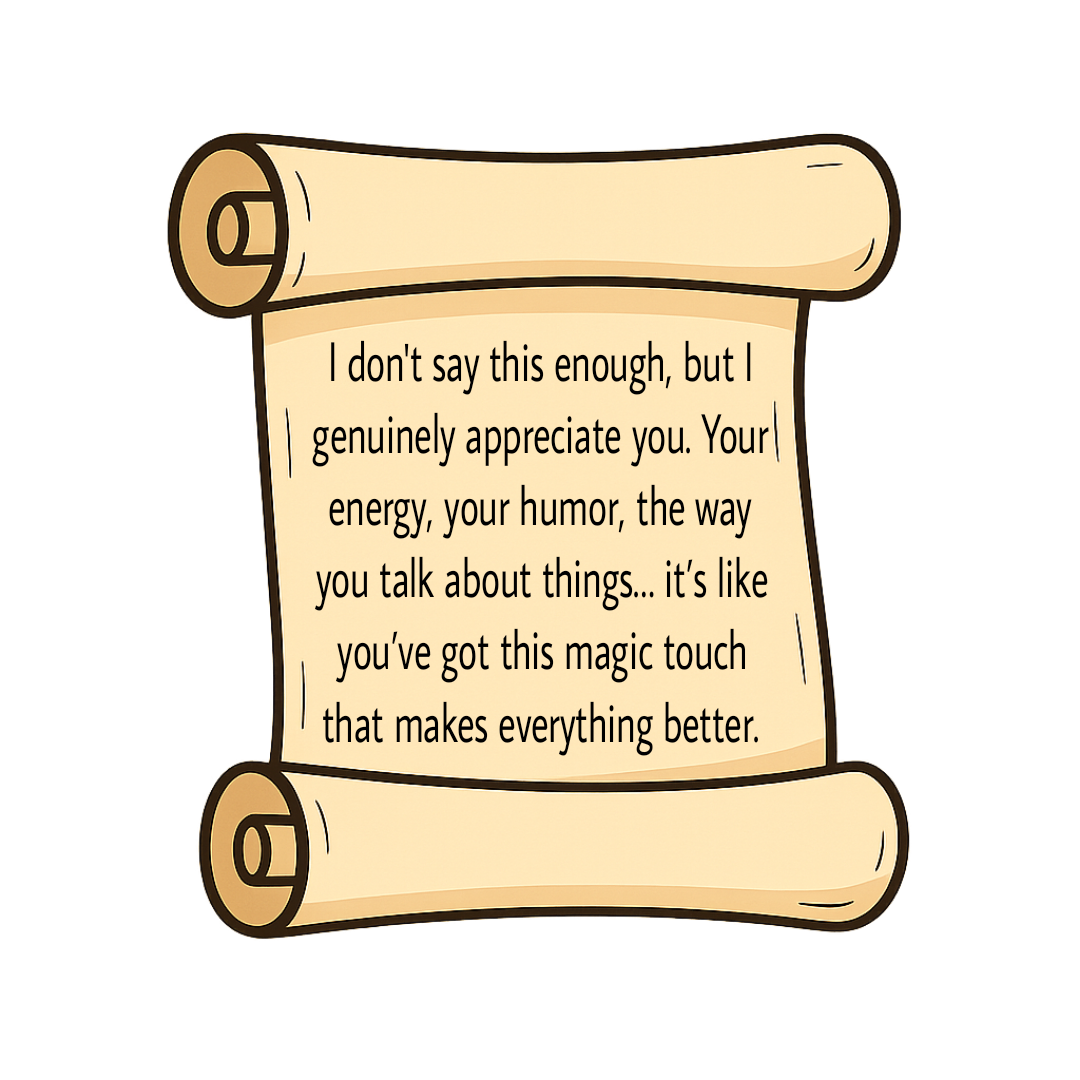 I don't say this enough, but I
genuinely appreciate you. Your
energy, your humor, the way
you talk about things... it’s like
you’ve got this magic touch
that makes everything better.